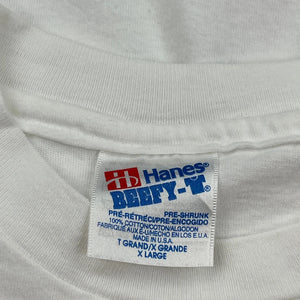 Hanes®
BEEFY-T®
PRE-SHRUNK
PRÉ-RÉTRÉCI/PRE-ENCOGIDO
100% COTTON/COTON/ALGODON
FABRIQUÉ AUX É.-U/HECHO EN LOS E.U.A.
MADE IN U.S.A.
T GRAND/X GRANDE
X LARGE